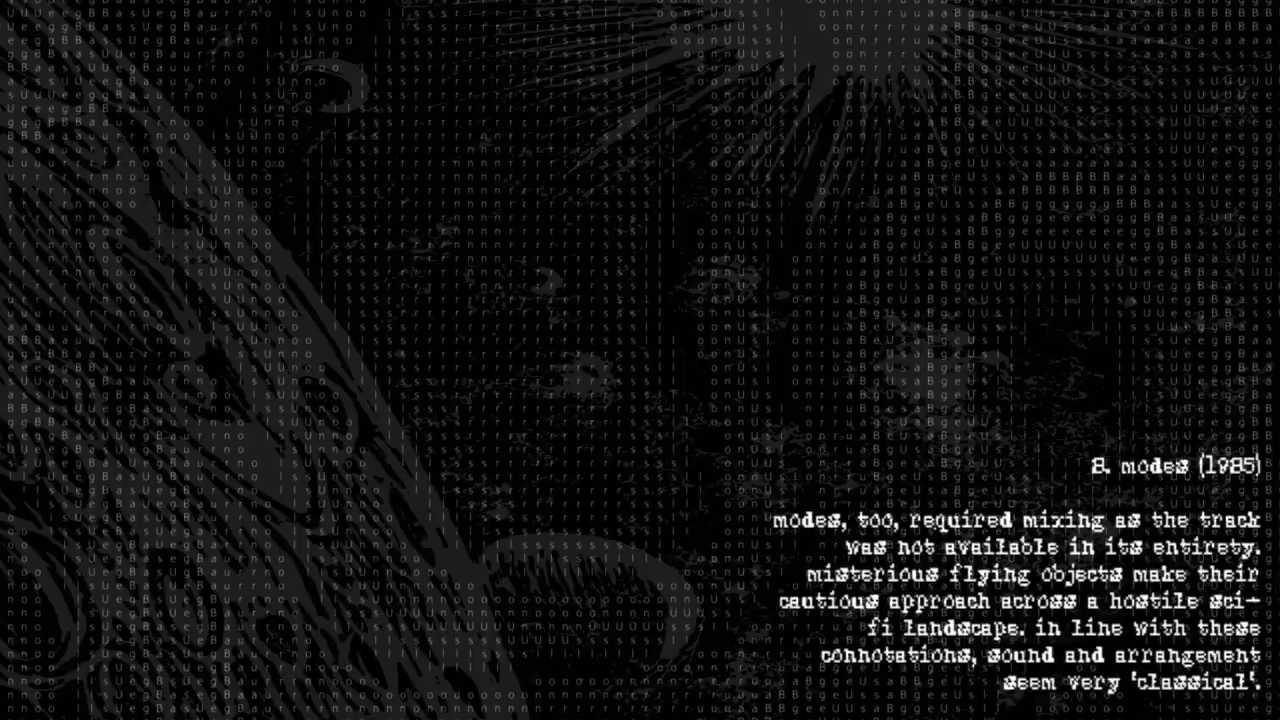 8. modes (1985)
modes, too, required mixing as the track
was not available in its entirety.
misterious flying objects make their
cautious approach across a hostile sci-
fi landscape. in line with these
connotations, sound and arrangement
seem very 'classical'.